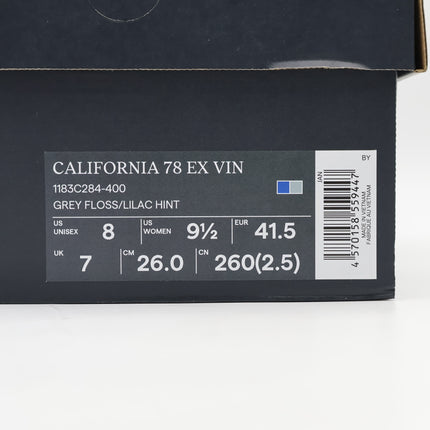 CALIFORNIA 78 EX VIN
1183C284-400
GREY FLOSS/LILAC HINT
US UNISEX 8 US WOMEN 9½ EUR 41.5
UK 7 CM 26.0 CN 260(2.5)
BY
JAN
4 570158 559447
MADE IN VIETNAM
FABRIQUE AU VIETNAM